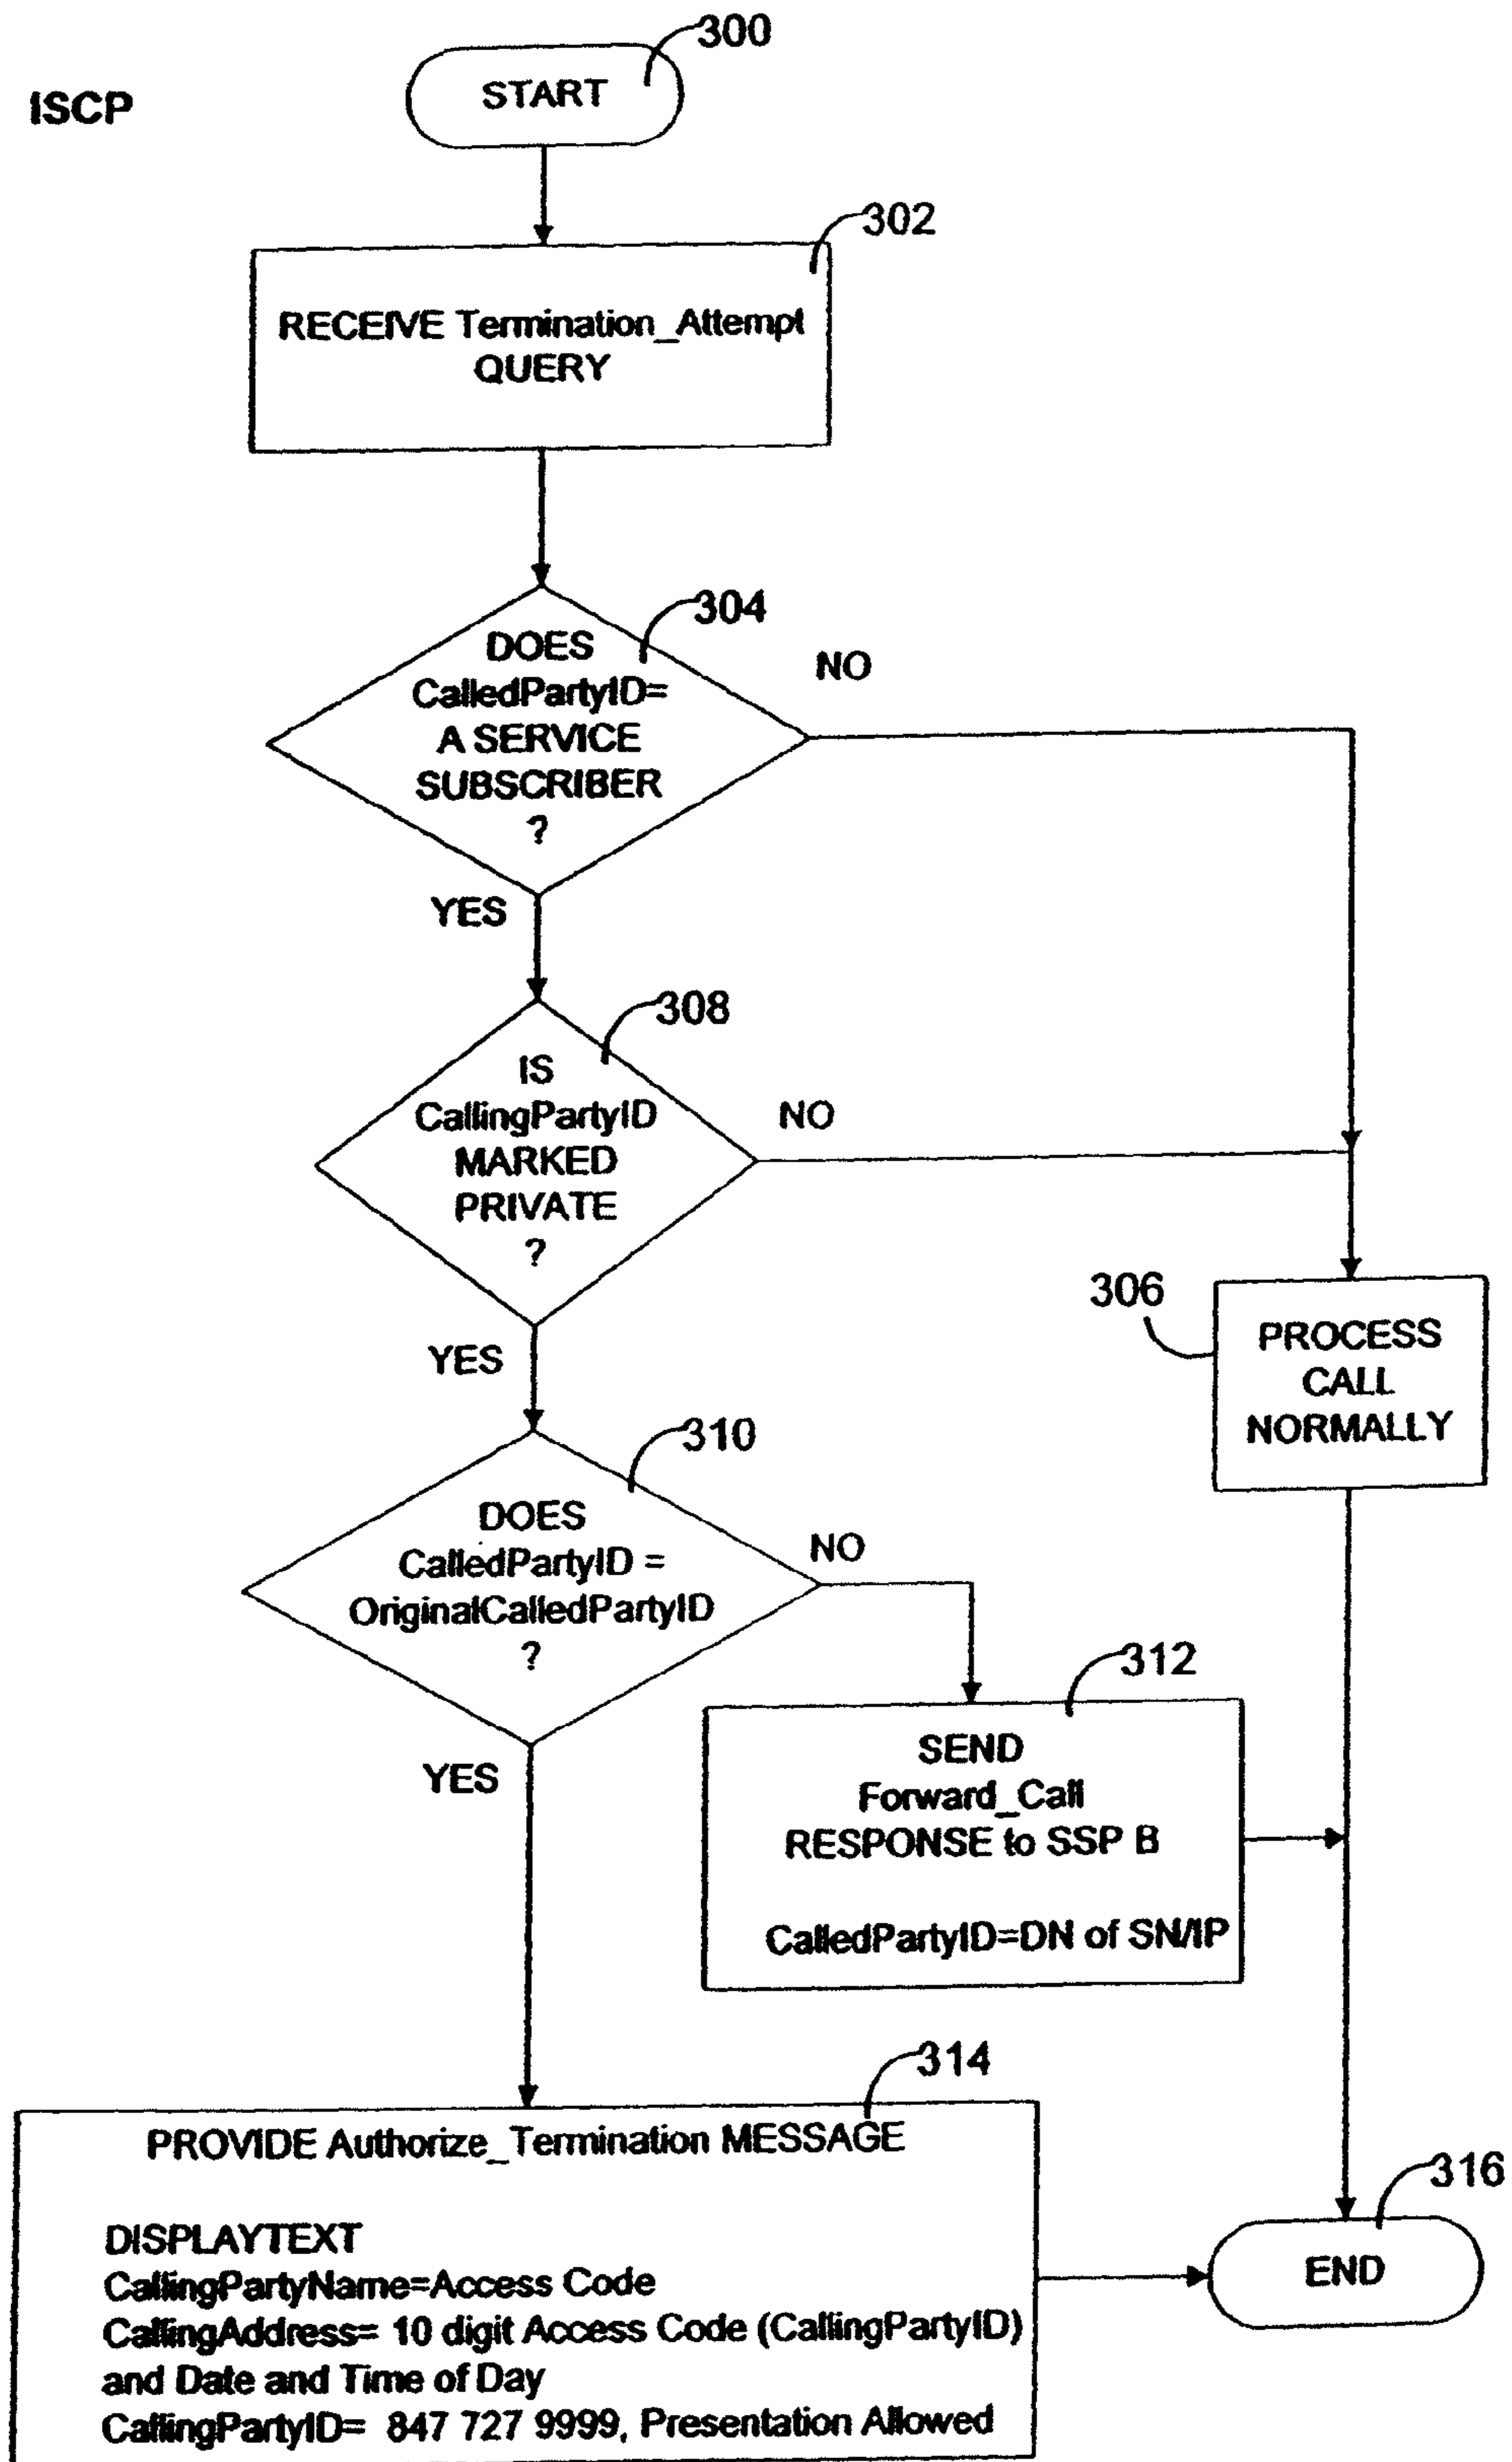 300
START
ISCP
302
RECEIVE Termination_Attempt
QUERY
304
DOES
CalledPartyID=
A SERVICE
SUBSCRIBER
?
NO
YES
308
IS
CallingPartyID
MARKED
PRIVATE
?
NO
YES
306
PROCESS
CALL
NORMALLY
310
DOES
CalledPartyID =
OriginalCalledPartyID
?
NO
YES
312
SEND
Forward_Call
RESPONSE to SSP B
CalledPartyID=DN of SN/IP
314
PROVIDE Authorize_Termination MESSAGE
DISPLAYTEXT
CallingPartyName=Access Code
CallingAddress= 10 digit Access Code (CallingPartyID)
and Date and Time of Day
CallingPartyID= 847 727 9999, Presentation Allowed
316
END